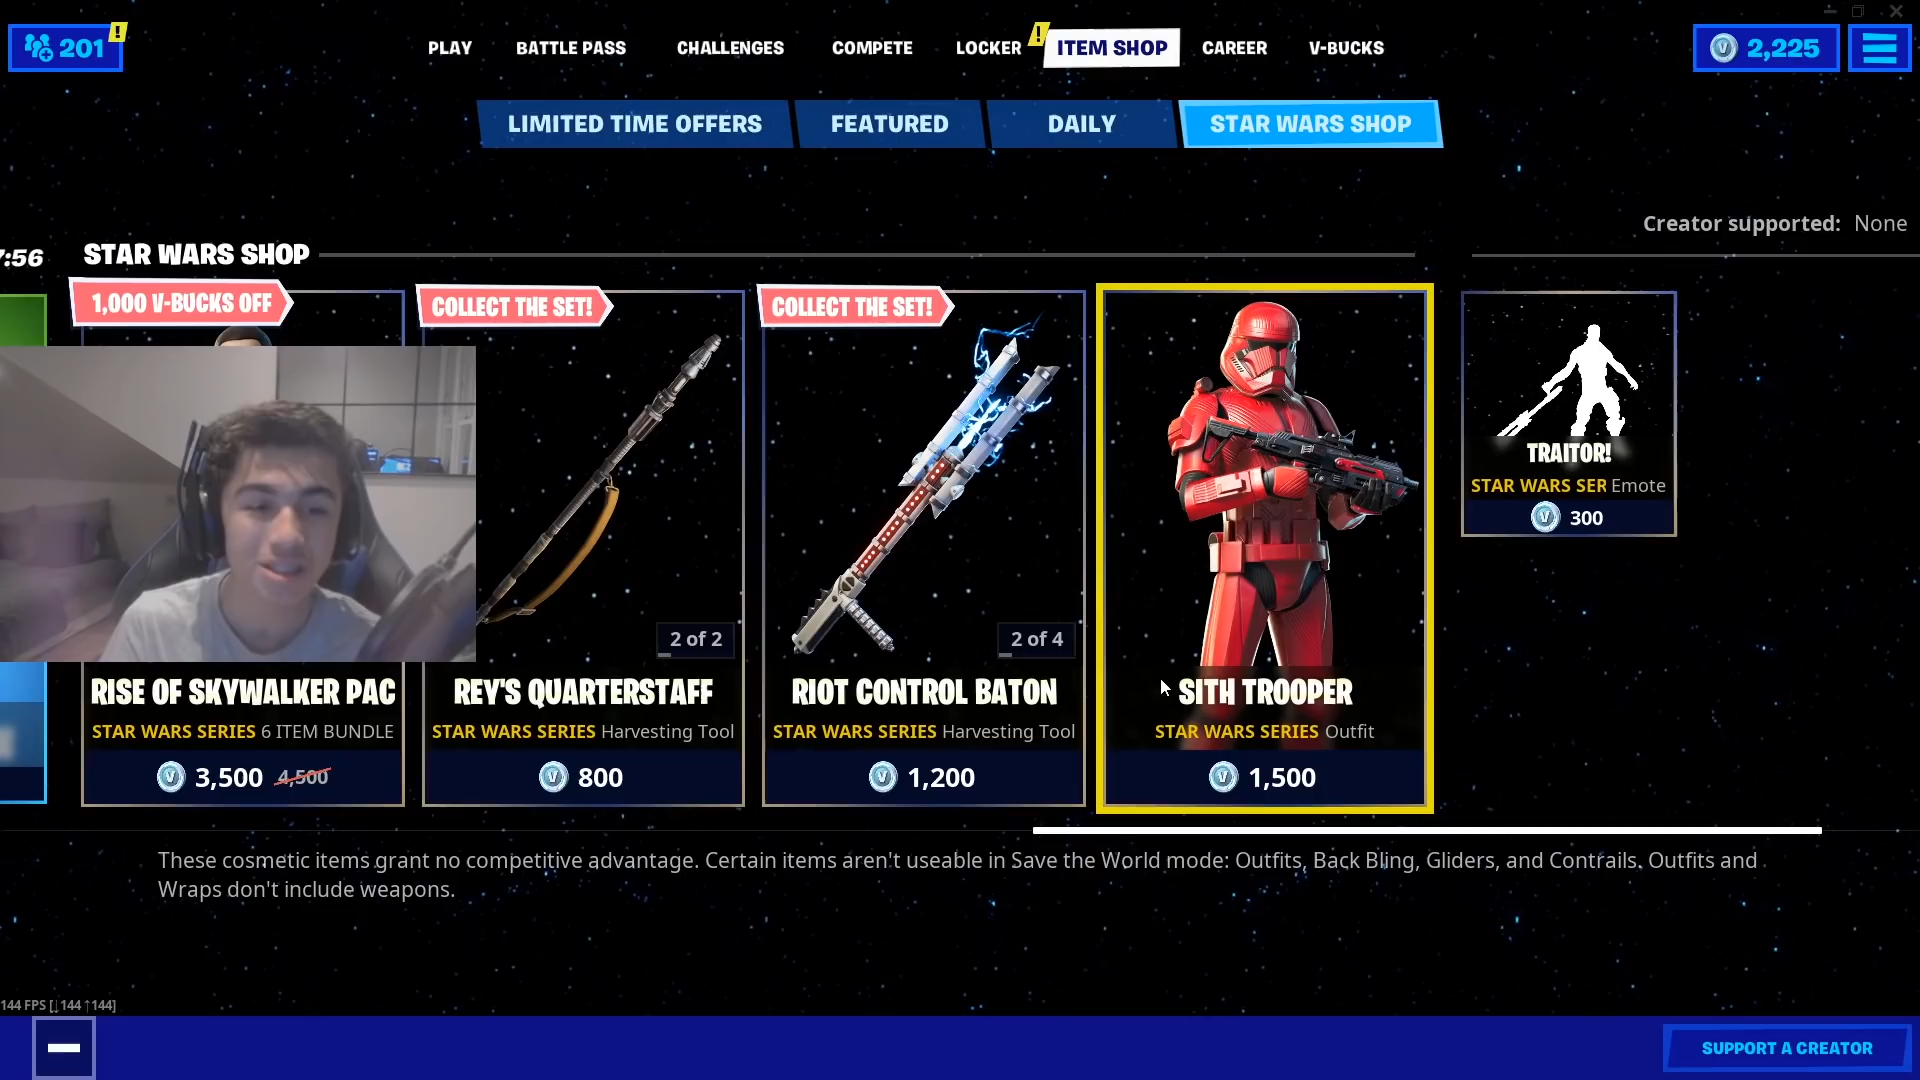 201
!
PLAY
BATTLE PASS
CHALLENGES
COMPETE
LOCKER
!
ITEM SHOP
CAREER
V-BUCKS
V 2,225
LIMITED TIME OFFERS
FEATURED
DAILY
STAR WARS SHOP
Creator supported: None
7:56
STAR WARS SHOP
1,000 V-BUCKS OFF
COLLECT THE SET!
COLLECT THE SET!
TRAITOR!
STAR WARS SER Emote
V 300
2 of 2
2 of 4
RISE OF SKYWALKER PAC
STAR WARS SERIES 6 ITEM BUNDLE
V 3,500 4,500
REY'S QUARTERSTAFF
STAR WARS SERIES Harvesting Tool
V 800
RIOT CONTROL BATON
STAR WARS SERIES Harvesting Tool
V 1,200
SITH TROOPER
STAR WARS SERIES Outfit
V 1,500
These cosmetic items grant no competitive advantage. Certain items aren't useable in Save the World mode: Outfits, Back Bling, Gliders, and Contrails. Outfits and
Wraps don't include weapons.
144 FPS [↓144 ↑144]
SUPPORT A CREATOR